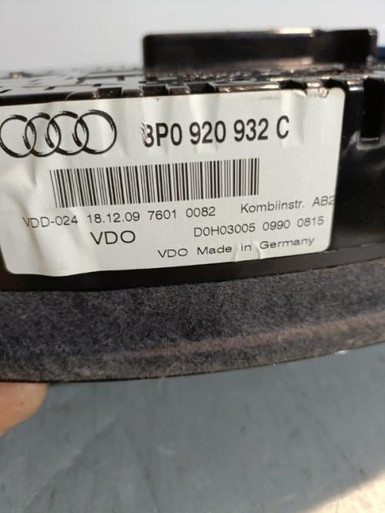 8P0 920 932 C
VDD-024 18.12.09 7601 0082 Kombiinstr. AB2
VDO D0H03005 0990 0815
VDO Made in Germany